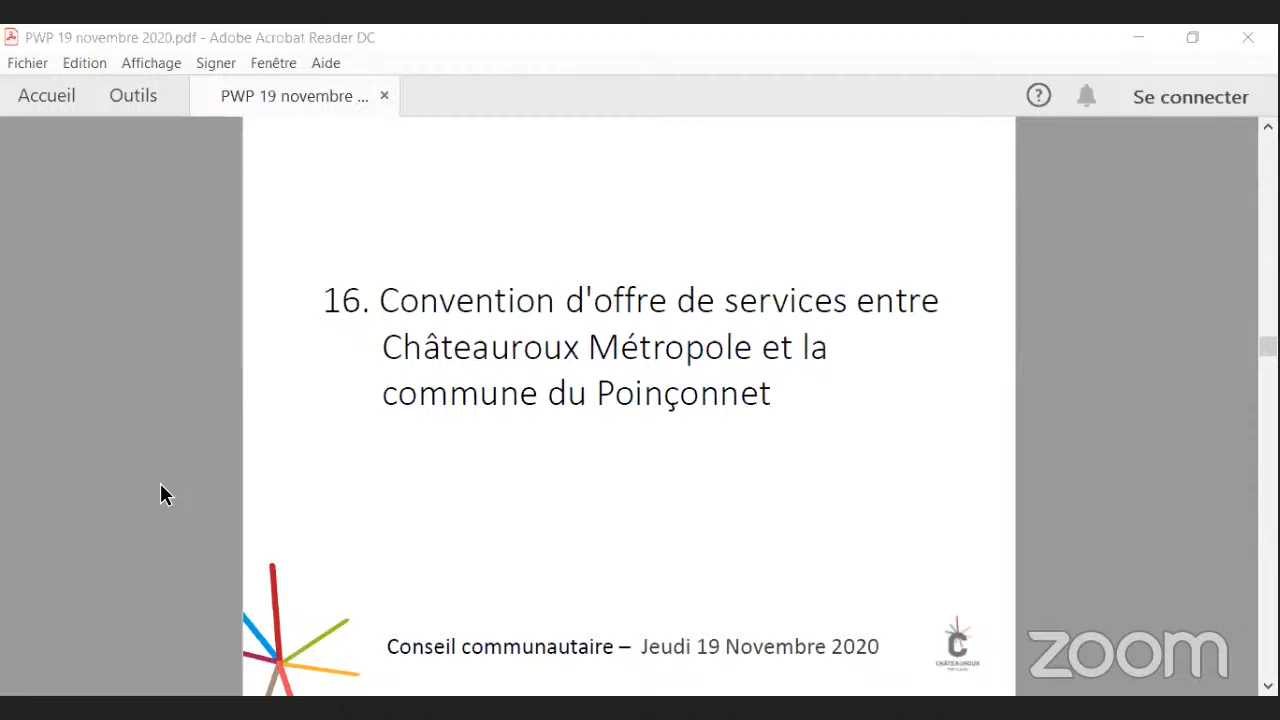 PWP 19 novembre 2020.pdf - Adobe Acrobat Reader DC
Fichier Edition Affichage Signer Fenêtre Aide
Accueil Outils PWP 19 novembre ... × ? Se connecter
16. Convention d'offre de services entre
Châteauroux Métropole et la
commune du Poinçonnet
Conseil communautaire – Jeudi 19 Novembre 2020
CHÂTEAUROUX
zoom